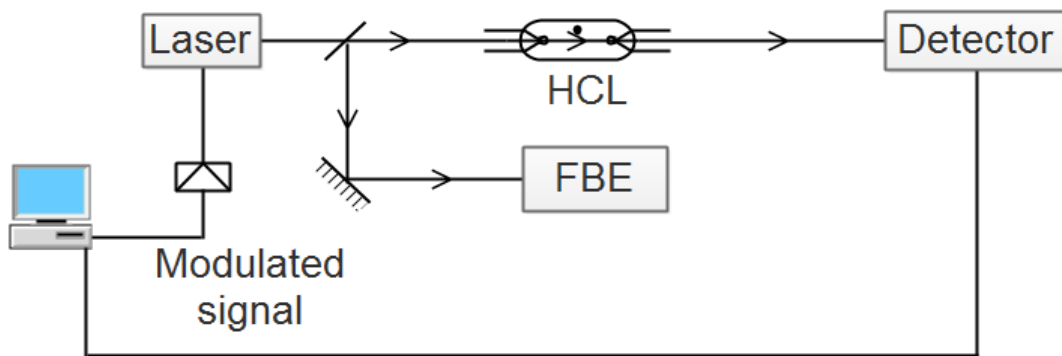 Laser
Detector
HCL
FBE
Modulated
signal